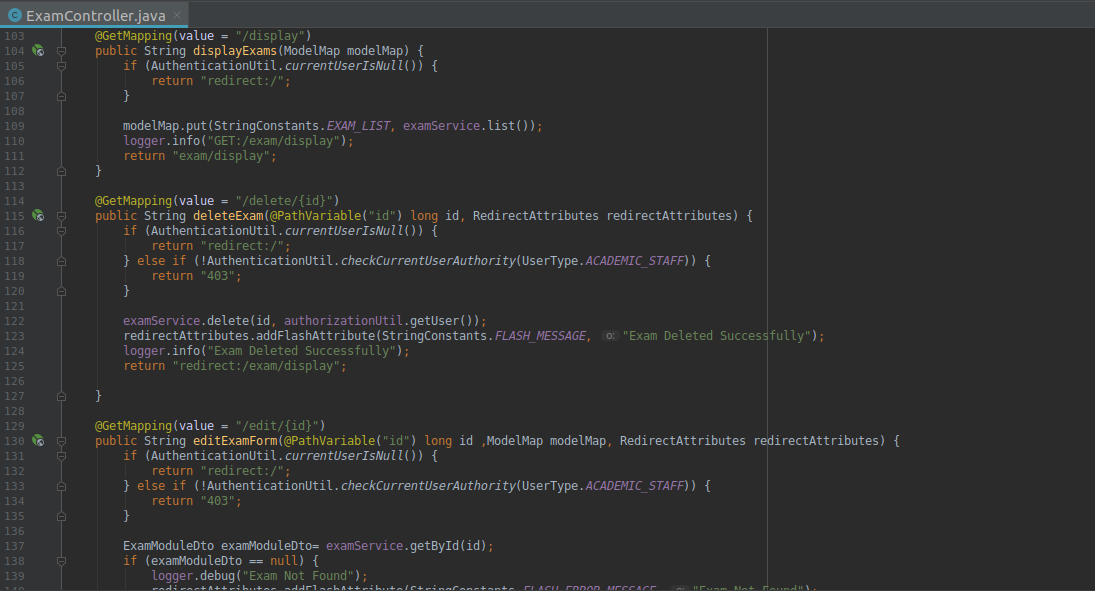 ExamController.java
103 @GetMapping(value = "/display")
104 public String displayExams(ModelMap modelMap) {
105 if (AuthenticationUtil.currentUserIsNull()) {
106 return "redirect:/";
107 }
108
109 modelMap.put(StringConstants.EXAM_LIST, examService.list());
110 logger.info("GET:/exam/display");
111 return "exam/display";
112 }
113
114 @GetMapping(value = "/delete/{id}")
115 public String deleteExam(@PathVariable("id") long id, RedirectAttributes redirectAttributes) {
116 if (AuthenticationUtil.currentUserIsNull()) {
117 return "redirect:/";
118 } else if (!AuthenticationUtil.checkCurrentUserAuthority(UserType.ACADEMIC_STAFF)) {
119 return "403";
120 }
121
122 examService.delete(id, authorizationUtil.getUser());
123 redirectAttributes.addFlashAttribute(StringConstants.FLASH_MESSAGE, o: "Exam Deleted Successfully");
124 logger.info("Exam Deleted Successfully");
125 return "redirect:/exam/display";
126
127 }
128
129 @GetMapping(value = "/edit/{id}")
130 public String editExamForm(@PathVariable("id") long id ,ModelMap modelMap, RedirectAttributes redirectAttributes) {
131 if (AuthenticationUtil.currentUserIsNull()) {
132 return "redirect:/";
133 } else if (!AuthenticationUtil.checkCurrentUserAuthority(UserType.ACADEMIC_STAFF)) {
134 return "403";
135 }
136
137 ExamModuleDto examModuleDto= examService.getById(id);
138 if (examModuleDto == null) {
139 logger.debug("Exam Not Found");
140 redirectAttributes.addFlashAttribute(StringConstants.FLASH_ERROR_MESSAGE, o: "Exam Not Found");